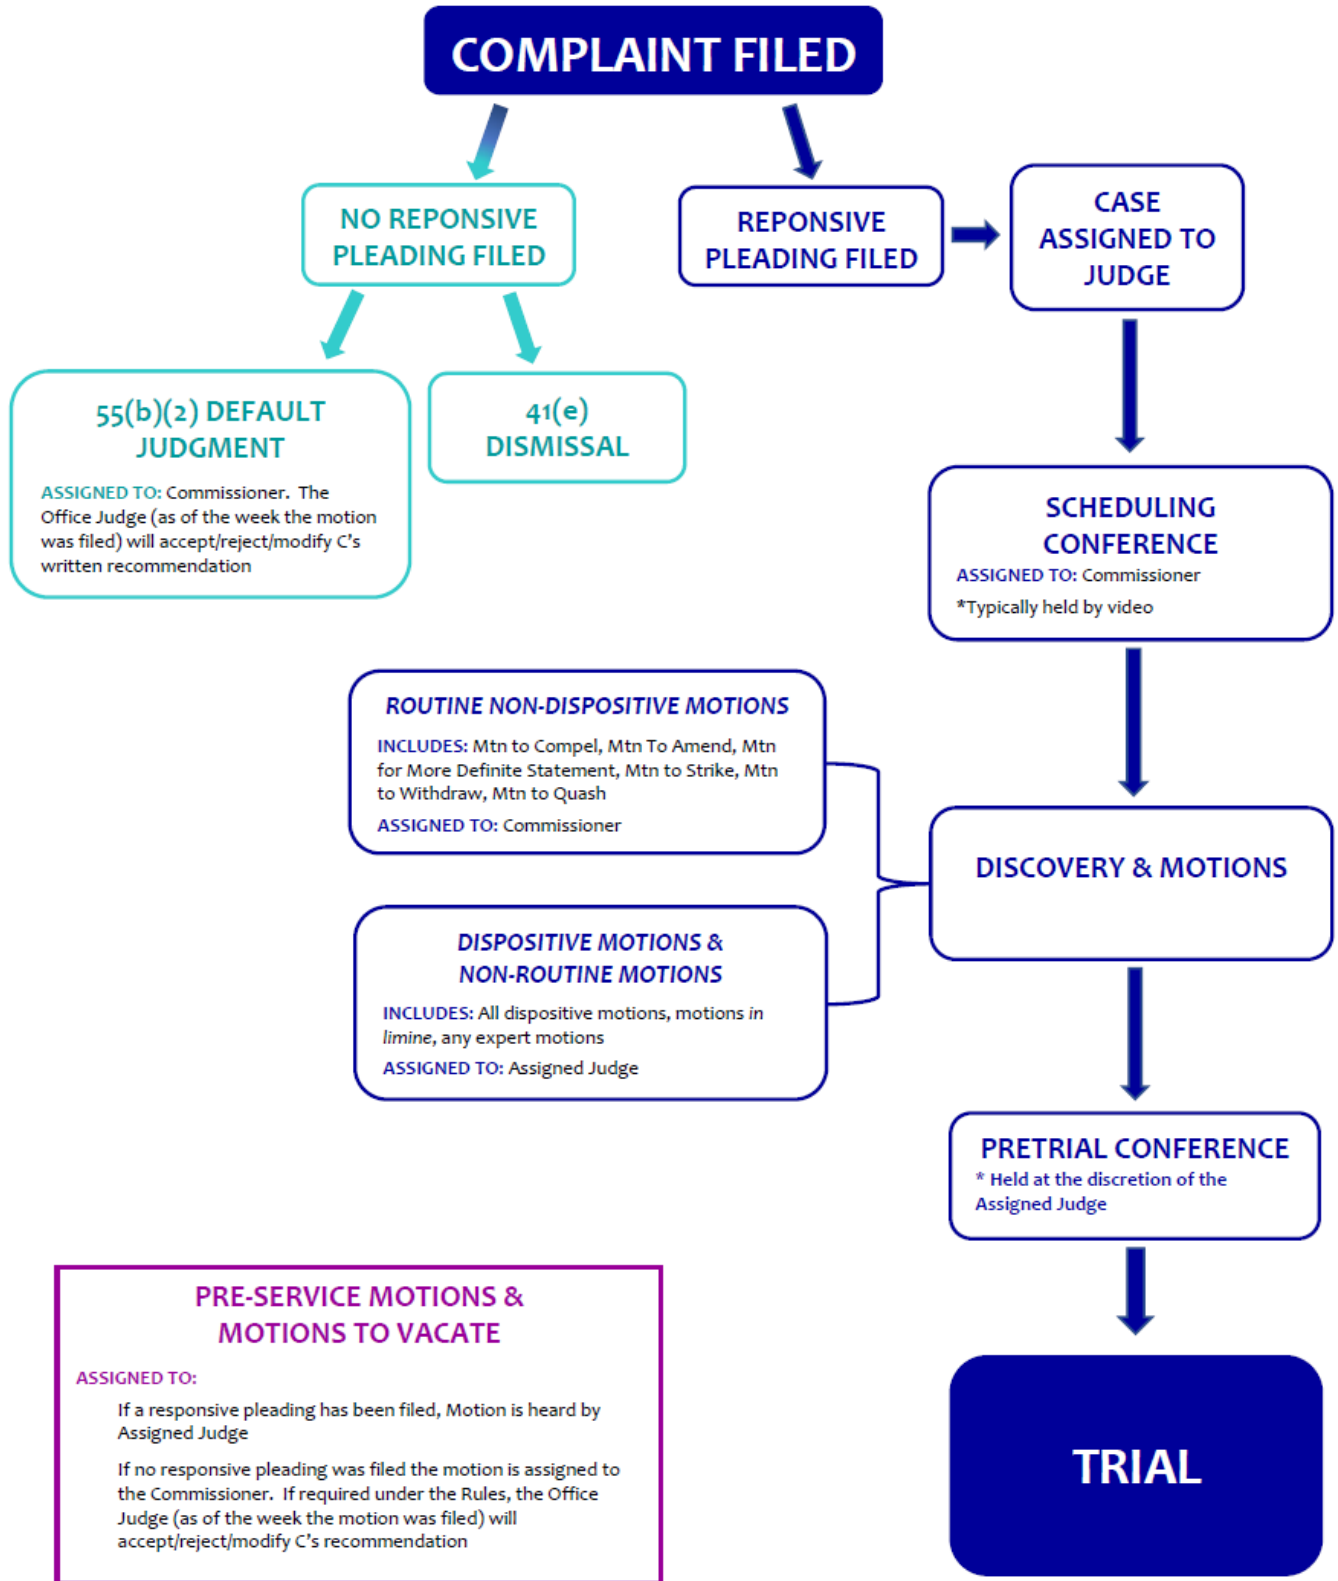 COMPLAINT FILED
NO REPONSIVE
PLEADING FILED
REPONSIVE
PLEADING FILED
CASE
ASSIGNED TO
JUDGE
55(b)(2) DEFAULT
JUDGMENT
ASSIGNED TO: Commissioner. The
Office Judge (as of the week the motion
was filed) will accept/reject/modify C’s
written recommendation
41(e)
DISMISSAL
SCHEDULING
CONFERENCE
ASSIGNED TO: Commissioner
*Typically held by video
ROUTINE NON-DISPOSITIVE MOTIONS
INCLUDES: Mtn to Compel, Mtn To Amend, Mtn
for More Definite Statement, Mtn to Strike, Mtn
to Withdraw, Mtn to Quash
ASSIGNED TO: Commissioner
DISCOVERY & MOTIONS
DISPOSITIVE MOTIONS &
NON-ROUTINE MOTIONS
INCLUDES: All dispositive motions, motions in
limine, any expert motions
ASSIGNED TO: Assigned Judge
PRETRIAL CONFERENCE
* Held at the discretion of the
Assigned Judge
PRE-SERVICE MOTIONS &
MOTIONS TO VACATE
ASSIGNED TO:
If a responsive pleading has been filed, Motion is heard by
Assigned Judge
If no responsive pleading was filed the motion is assigned to
the Commissioner. If required under the Rules, the Office
Judge (as of the week the motion was filed) will
accept/reject/modify C’s recommendation
TRIAL